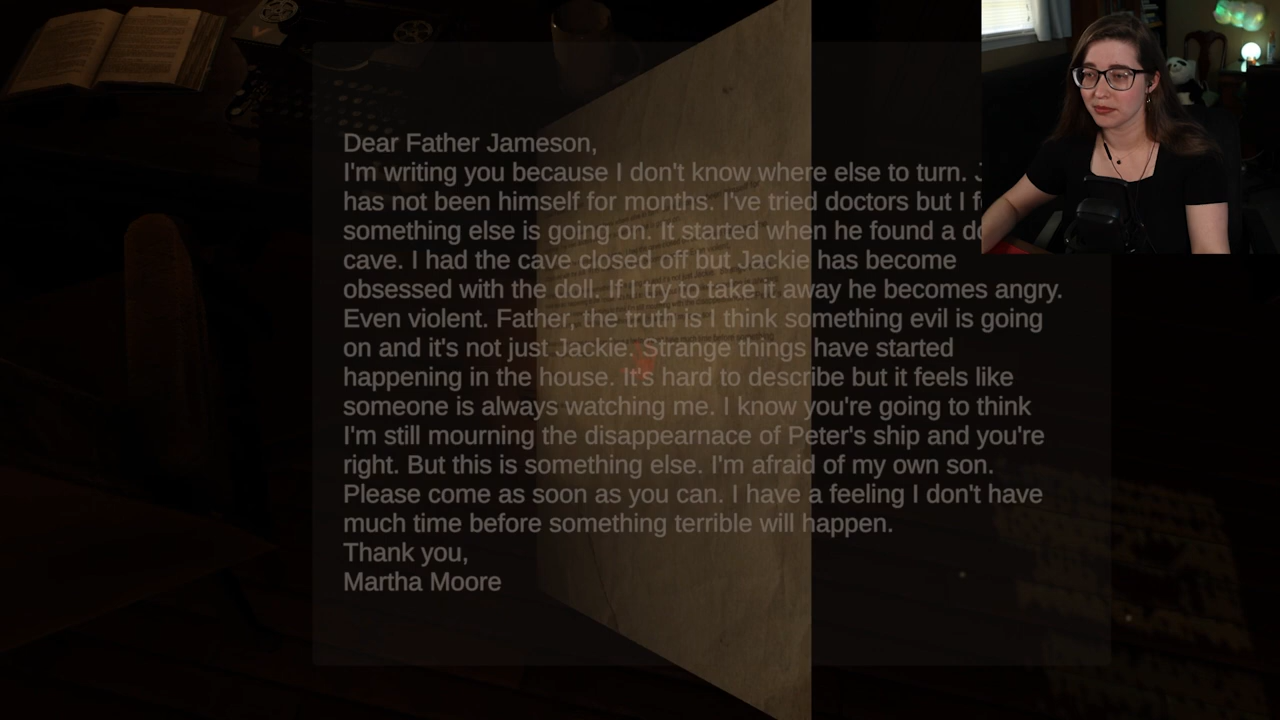 Dear Father Jameson,
I'm writing you because I don't know where else to turn.
has not been himself for months. I've tried doctors but I
something else is going on. It started when he found a
cave. I had the cave closed off but Jackie has become
obsessed with the doll. If I try to take it away he becomes angry.
Even violent. Father, the truth is I think something evil is going
on and it's not just Jackie. Strange things have started
happening in the house. It's hard to describe but it feels like
someone is always watching me. I know you're going to think
I'm still mourning the disappearnace of Peter's ship and you're
right. But this is something else. I'm afraid of my own son.
Please come as soon as you can. I have a feeling I don't have
much time before something terrible will happen.
Thank you,
Martha Moore